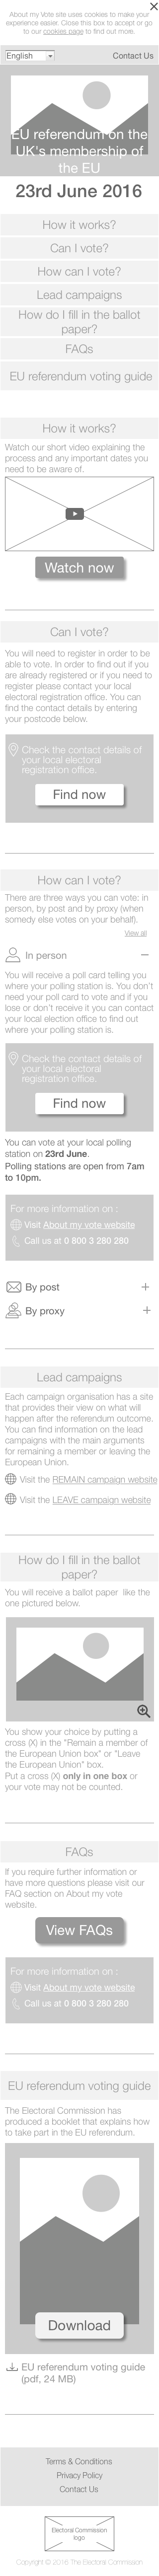 About my Vote site uses cookies to make your
experience easier. Close this box to accept or go
to our cookies page to find out more.
English
Contact Us
EU referendum on the
UK's membership of
the EU
23rd June 2016
How it works?
Can I vote?
How can I vote?
Lead campaigns
How do I fill in the ballot
paper?
FAQs
EU referendum voting guide
How it works?
Watch our short video explaining the
process and any important dates you
need to be aware of.
Watch now
Can I vote?
You will need to register in order to be
able to vote. In order to find out if you
are already registered or if you need to
register please contact your local
electoral registration office. You can
find the contact details by entering
your postcode below.
Check the contact details of
your local electoral
registration office.
Find now
How can I vote?
There are three ways you can vote: in
person, by post and by proxy (when
somedy else votes on your behalf).
View all
In person
You will receive a poll card telling you
where your polling station is. You don't
need your poll card to vote and if you
lose or don't receive it you can contact
your local election office to find out
where your polling station is.
Check the contact details of
your local electoral
registration office.
Find now
You can vote at your local polling
station on 23rd June.
Polling stations are open from 7am
to 10pm.
For more information on :
Visit About my vote website
Call us at 0 800 3 280 280
By post
By proxy
Lead campaigns
Each campaign organisation has a site
that provides their view on what will
happen after the referendum outcome.
You can find information on the lead
campaigns with the main arguments
for remaining a member or leaving the
European Union.
Visit the REMAIN campaign website
Visit the LEAVE campaign website
How do I fill in the ballot
paper?
You will receive a ballot paper like the
one pictured below.
You show your choice by putting a
cross (X) in the "Remain a member of
the European Union box" or "Leave
the European Union" box.
Put a cross (X) only in one box or
your vote may not be counted.
FAQs
If you require further information or
have more questions please visit our
FAQ section on About my vote
website.
View FAQs
For more information on :
Visit About my vote website
Call us at 0 800 3 280 280
EU referendum voting guide
The Electoral Commission has
produced a booklet that explains how
to take part in the EU referendum.
Download
EU referendum voting guide
(pdf, 24 MB)
Terms & Conditions
Privacy Policy
Contact Us
Electoral Commission
logo
Copyright © 2016 The Electoral Commission